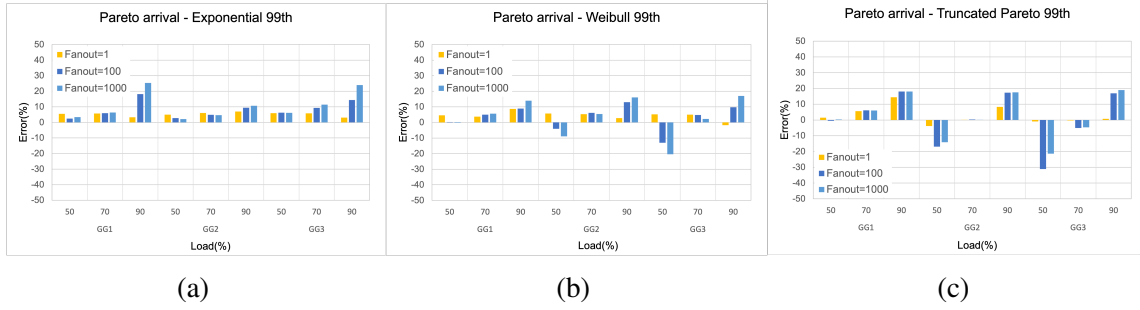 Pareto arrival - Exponential 99th
50
40
30
20
10
0
-10
-20
-30
-40
-50
Error(%)
Fanout=1
Fanout=100
Fanout=1000
50 70 90 50 70 90 50 70 90
GG1 GG2 GG3
Load(%)
(a)
Pareto arrival - Weibull 99th
50
40
30
20
10
0
-10
-20
-30
-40
-50
Error(%)
Fanout=1
Fanout=100
Fanout=1000
50 70 90 50 70 90 50 70 90
GG1 GG2 GG3
Load(%)
(b)
Pareto arrival - Truncated Pareto 99th
50
40
30
20
10
0
-10
-20
-30
-40
-50
Error(%)
Fanout=1
Fanout=100
Fanout=1000
50 70 90 50 70 90 50 70 90
GG1 GG2 GG3
Load(%)
(c)